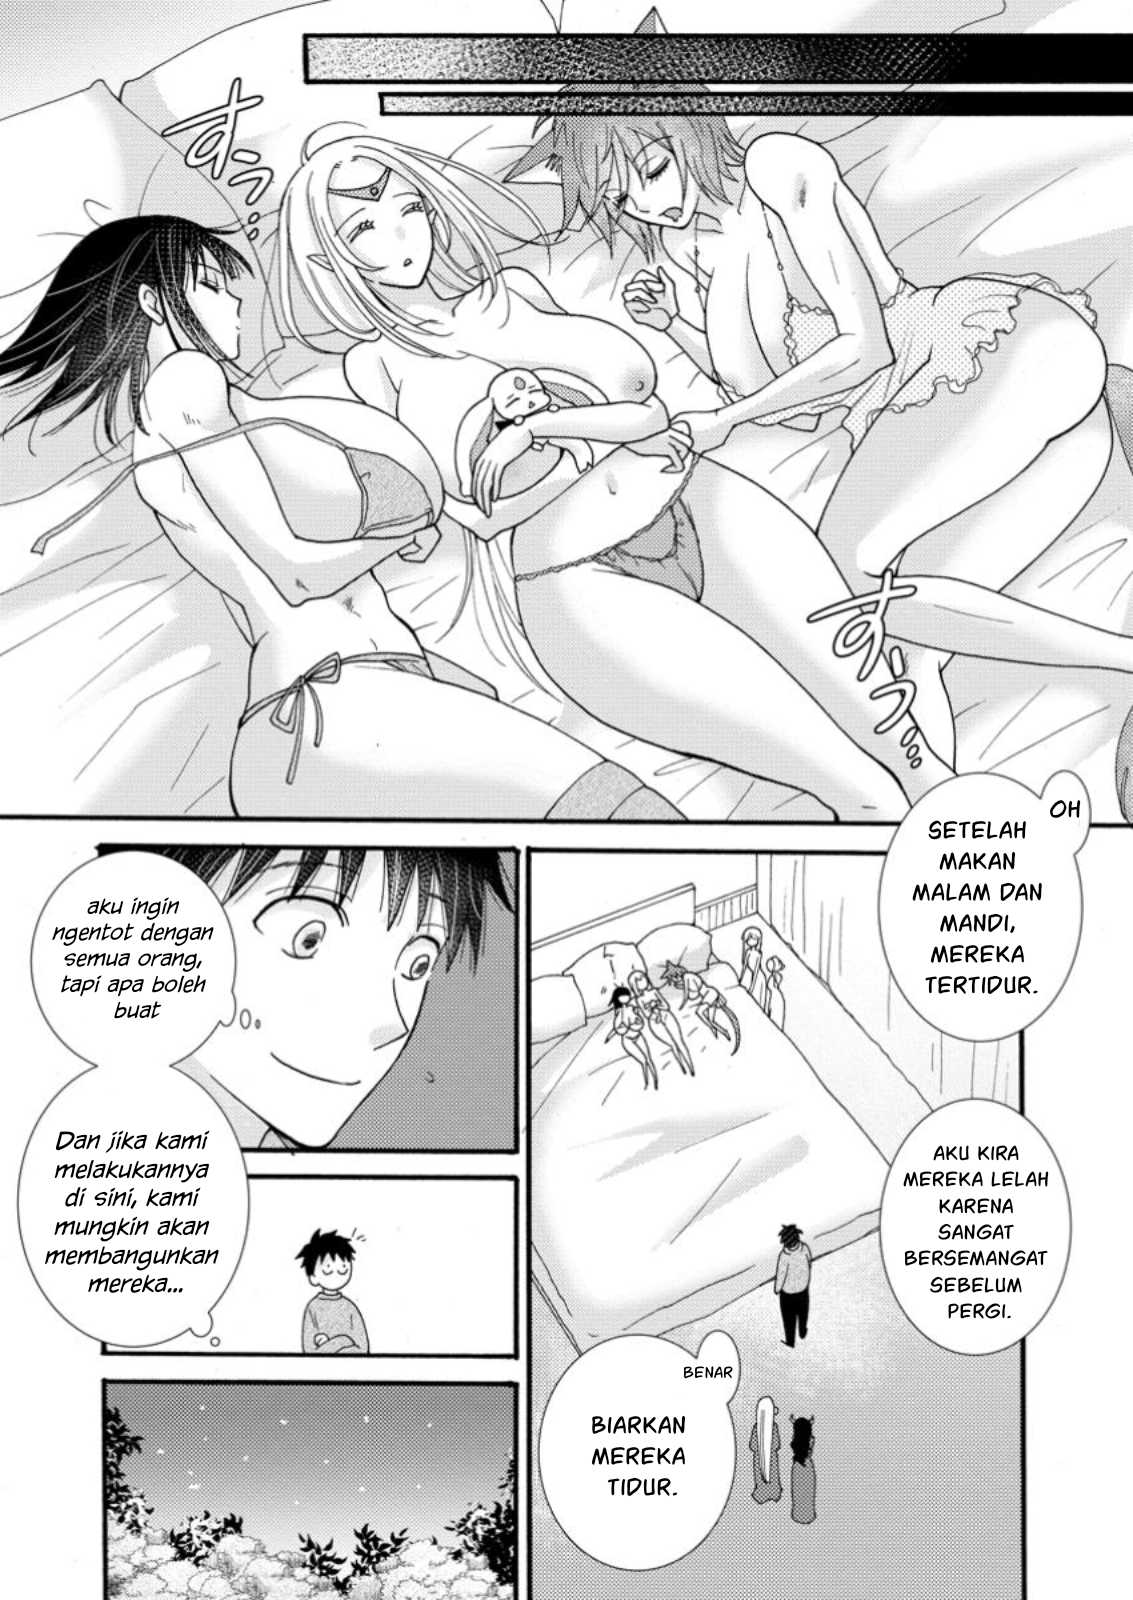 すぅ…
すぅ…
OH
SETELAH
MAKAN
MALAM DAN
MANDI,
MEREKA
TERTIDUR.
AKU KIRA
MEREKA LELAH
KARENA
SANGAT
BERSEMANGAT
SEBELUM
PERGI.
BENAR
BIARKAN
MEREKA
TIDUR.
aku ingin
ngentot dengan
semua orang,
tapi apa boleh
buat
Dan jika kami
melakukannya
di sini, kami
mungkin akan
membangunkan
mereka...